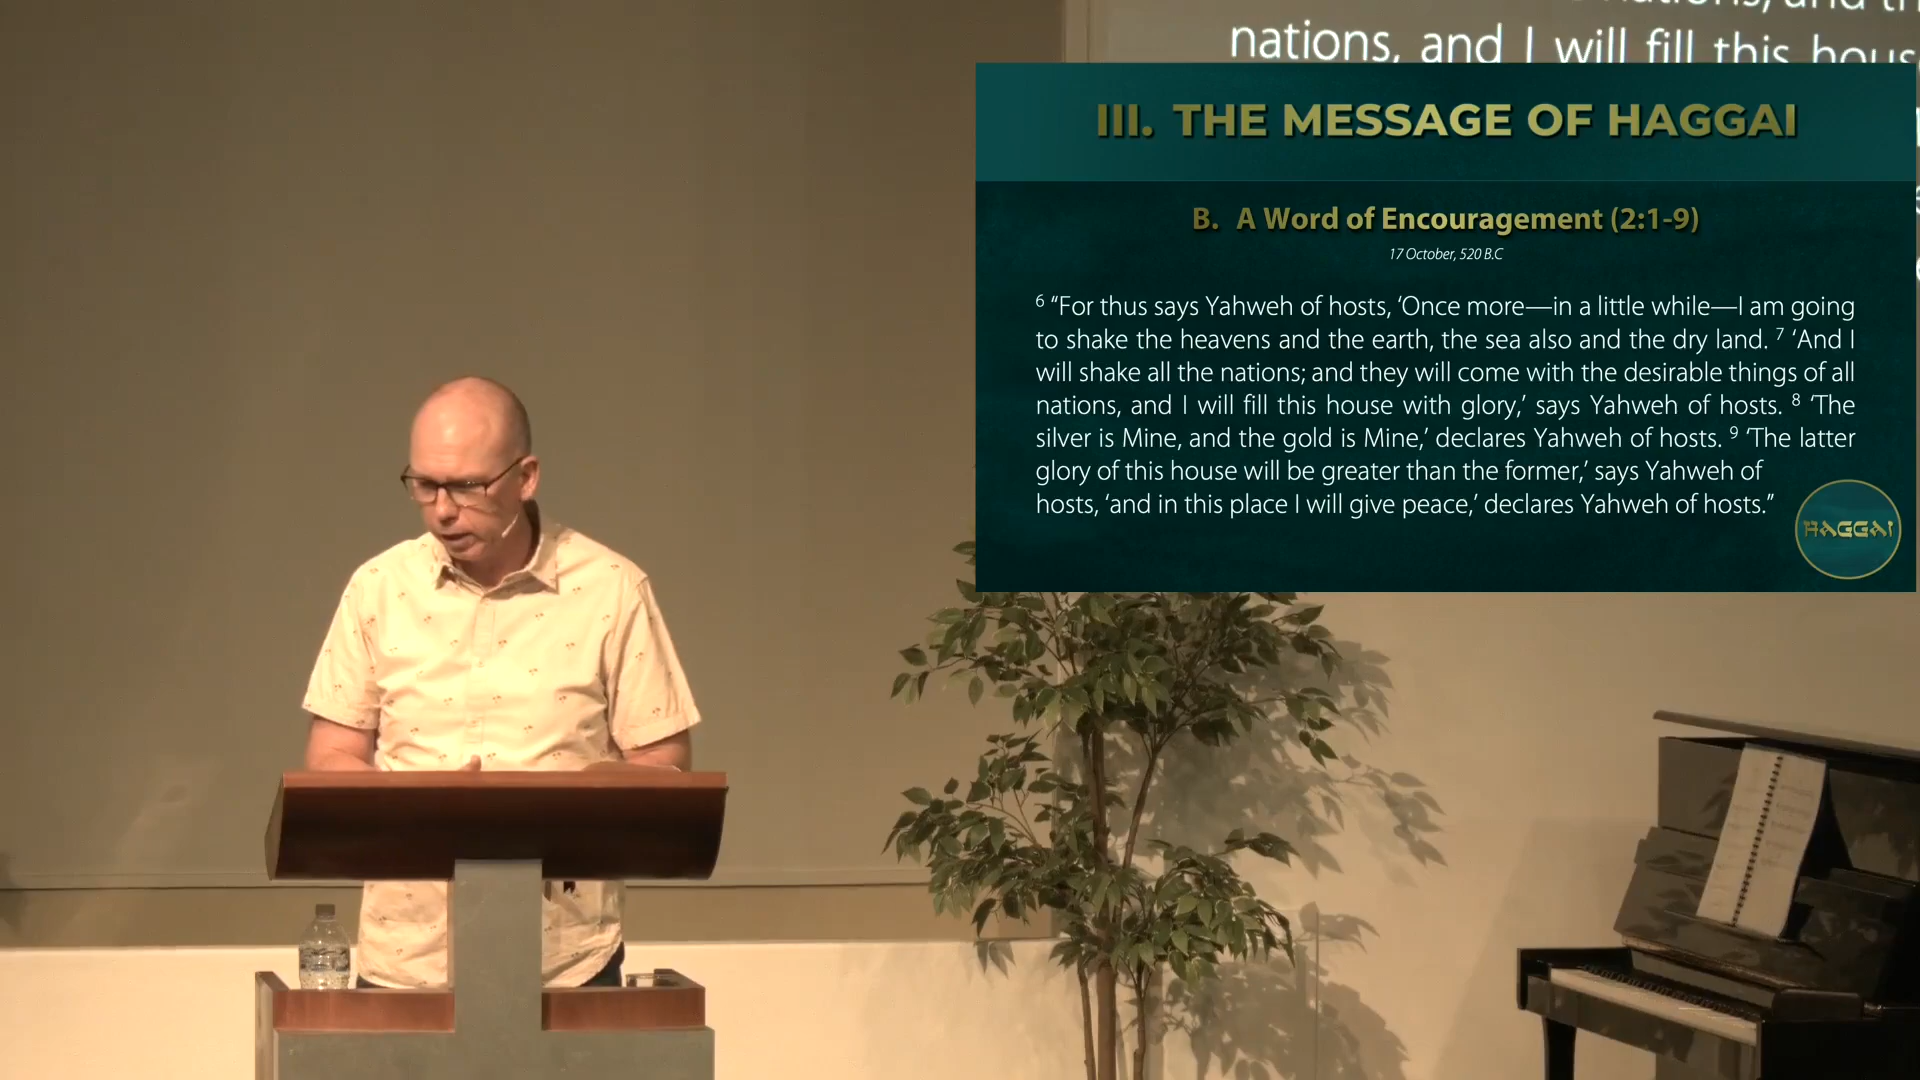 nations, and I will fill this house
III. THE MESSAGE OF HAGGAI
B. A Word of Encouragement (2:1-9)
17 October, 520 B.C
6 “For thus says Yahweh of hosts, ‘Once more—in a little while—I am going
to shake the heavens and the earth, the sea also and the dry land. 7 ‘And I
will shake all the nations; and they will come with the desirable things of all
nations, and I will fill this house with glory,’ says Yahweh of hosts. 8 ‘The
silver is Mine, and the gold is Mine,’ declares Yahweh of hosts. 9 ‘The latter
glory of this house will be greater than the former,’ says Yahweh of
hosts, ‘and in this place I will give peace,’ declares Yahweh of hosts.”
HAGGAI